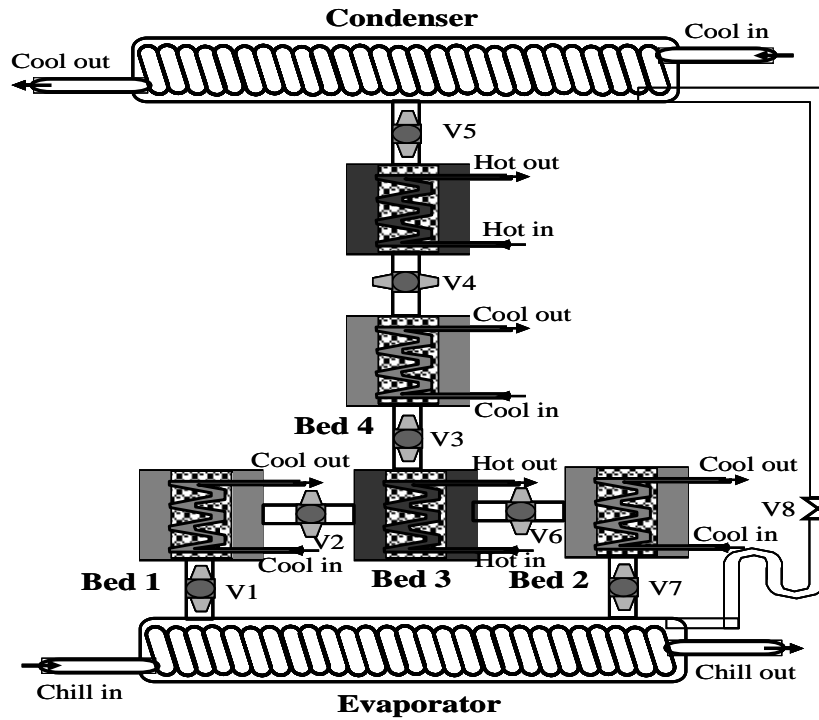 Condenser
Cool in
Cool out
V5
Hot out
Hot in
V4
Cool out
Cool in
Bed 4
V3
Cool out
Hot out
Cool out
V8
V2
V6
Cool in
Cool in
Hot in
Bed 1
Bed 3
Bed 2
V1
V7
Chill in
Chill out
Evaporator